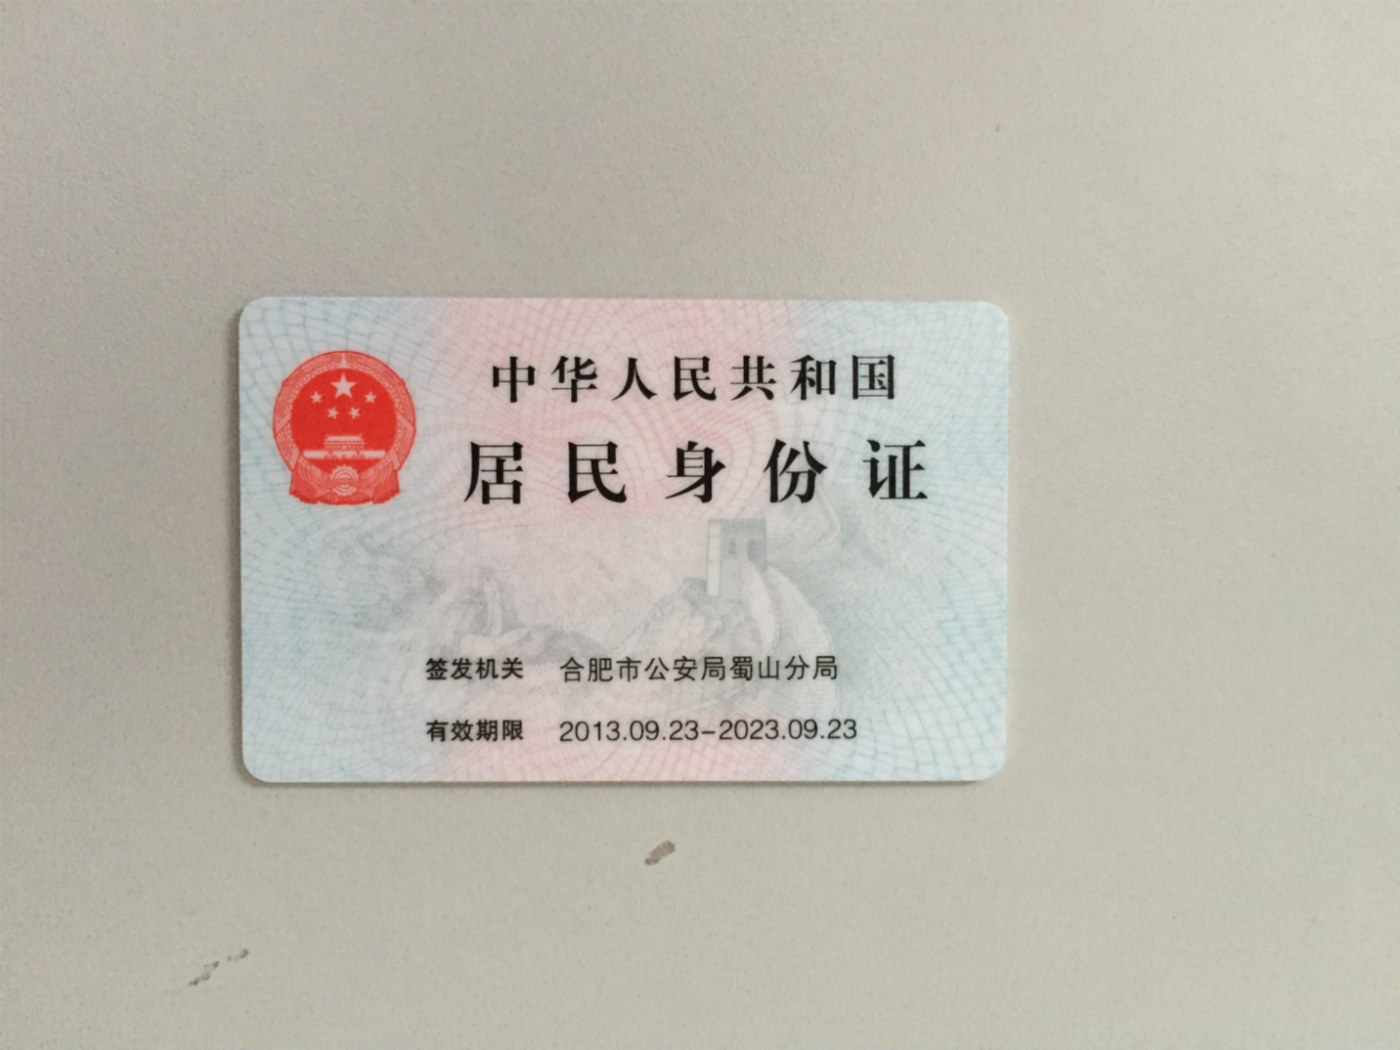 中华人民共和国
居民身份证
签发机关 合肥市公安局蜀山分局
有效期限 2013.09.23-2023.09.23